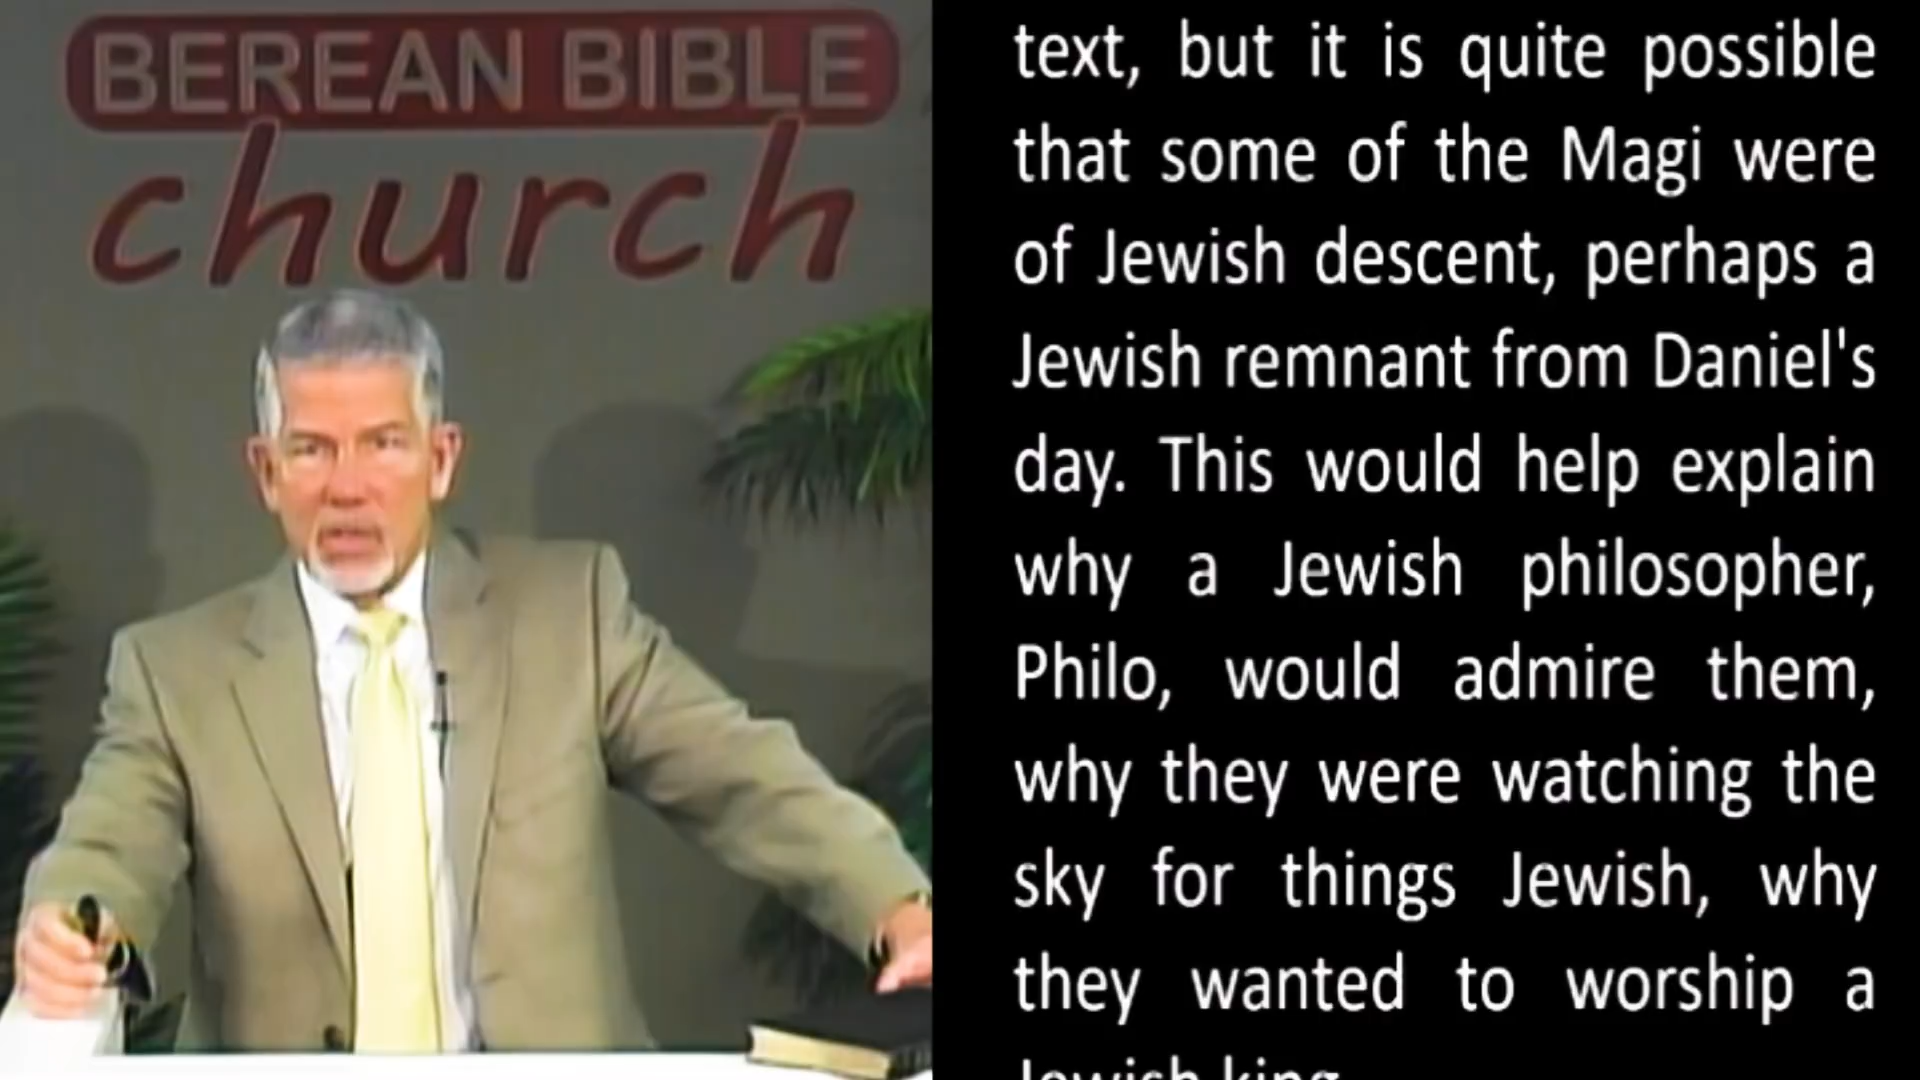 BEREAN BIBLE
church
text, but it is quite possible
that some of the Magi were
of Jewish descent, perhaps a
Jewish remnant from Daniel's
day. This would help explain
why a Jewish philosopher,
Philo, would admire them,
why they were watching the
sky for things Jewish, why
they wanted to worship a
Jewish king.